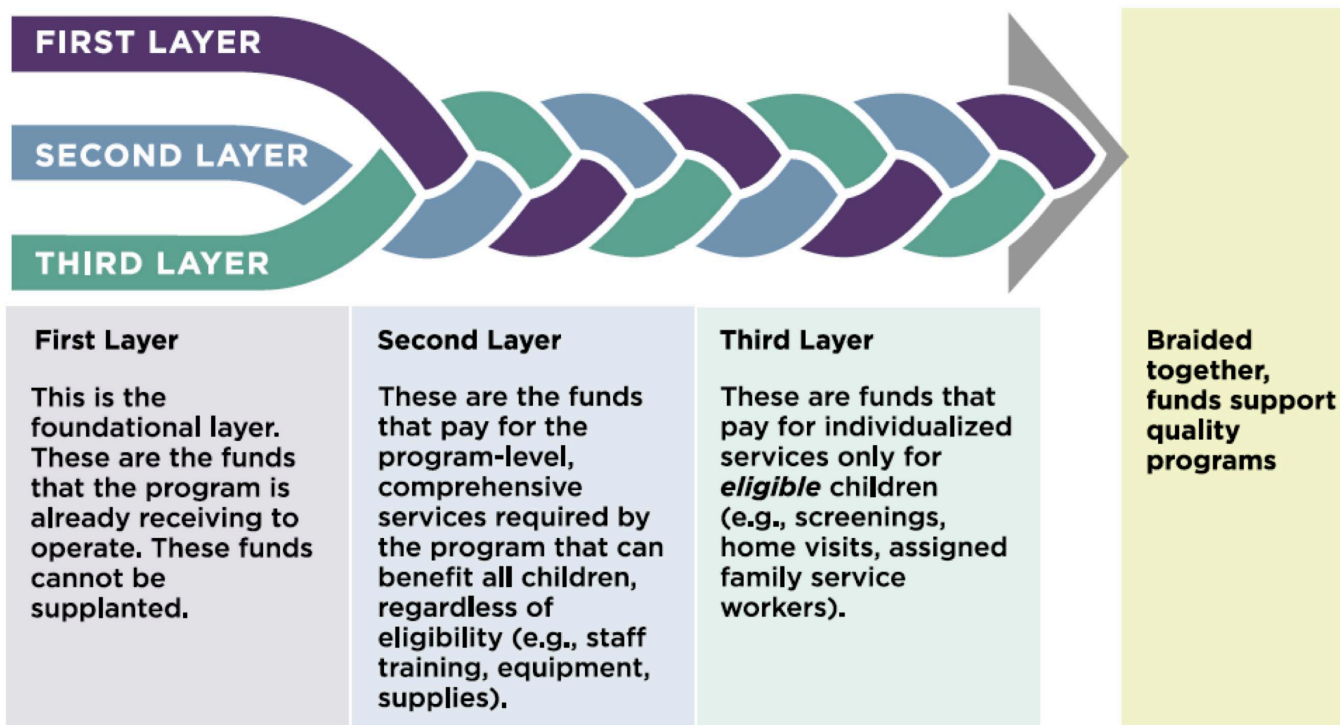 FIRST LAYER
SECOND LAYER
THIRD LAYER
First Layer
This is the
foundational layer.
These are the funds
that the program is
already receiving to
operate. These funds
cannot be
supplanted.
Second Layer
These are the funds
that pay for the
program-level,
comprehensive
services required by
the program that can
benefit all children,
regardless of
eligibility (e.g., staff
training, equipment,
supplies).
Third Layer
These are funds that
pay for individualized
services only for
eligible children
(e.g., screenings,
home visits, assigned
family service
workers).
Braided
together,
funds support
quality
programs